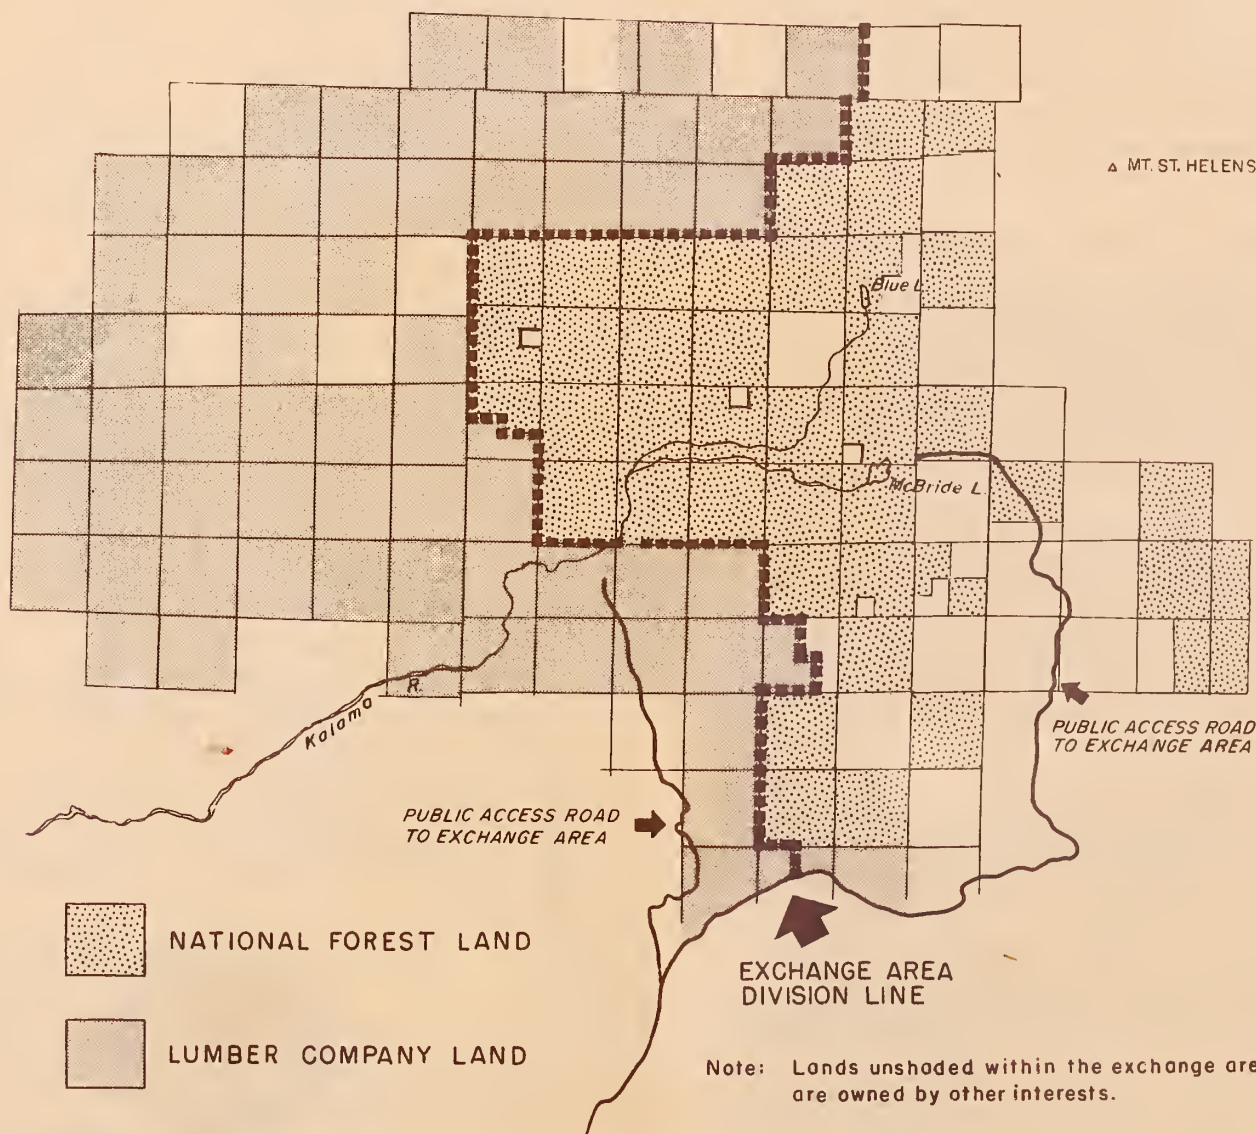 △ MT. ST. HELENS
Blue L.
McBride L.
Kalama R.
PUBLIC ACCESS ROAD
TO EXCHANGE AREA
PUBLIC ACCESS ROAD
TO EXCHANGE AREA
NATIONAL FOREST LAND
EXCHANGE AREA
DIVISION LINE
LUMBER COMPANY LAND
Note: Lands unshaded within the exchange are
are owned by other interests.